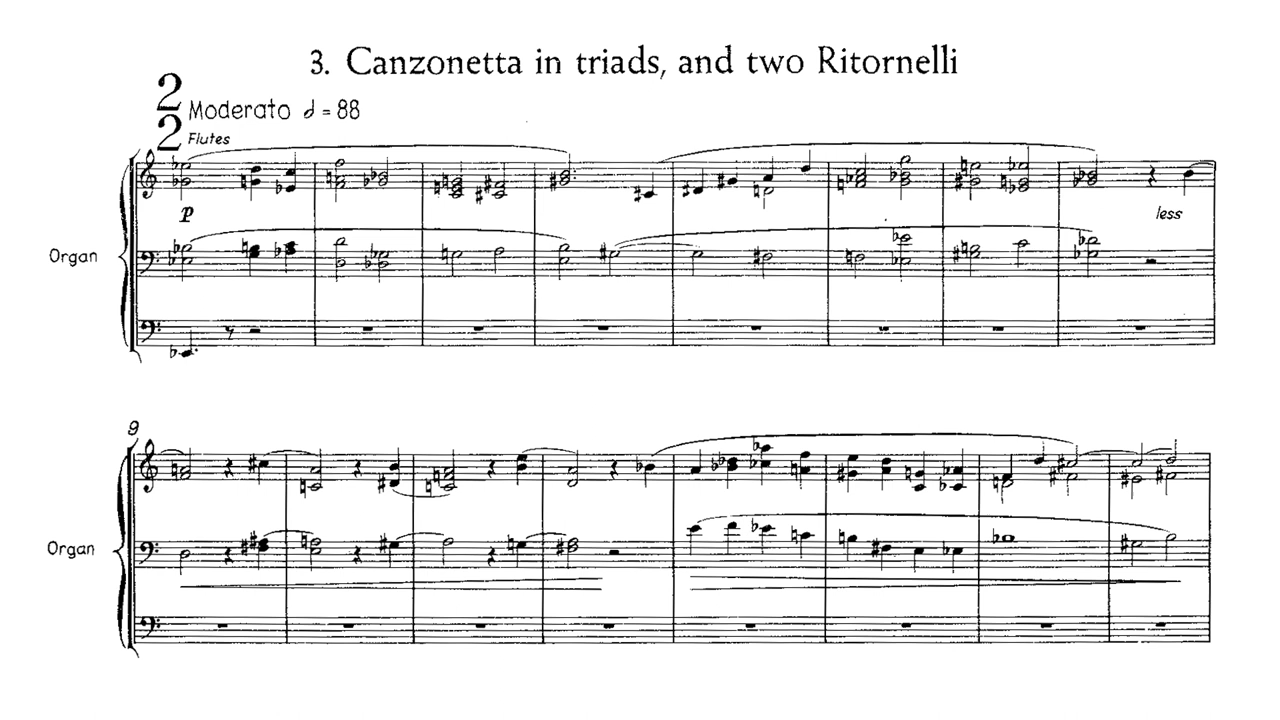 3. Canzonetta in triads, and two Ritornelli
2
2
Moderato 𝅗𝅥 = 88
Flutes
p
less
Organ
9
Organ